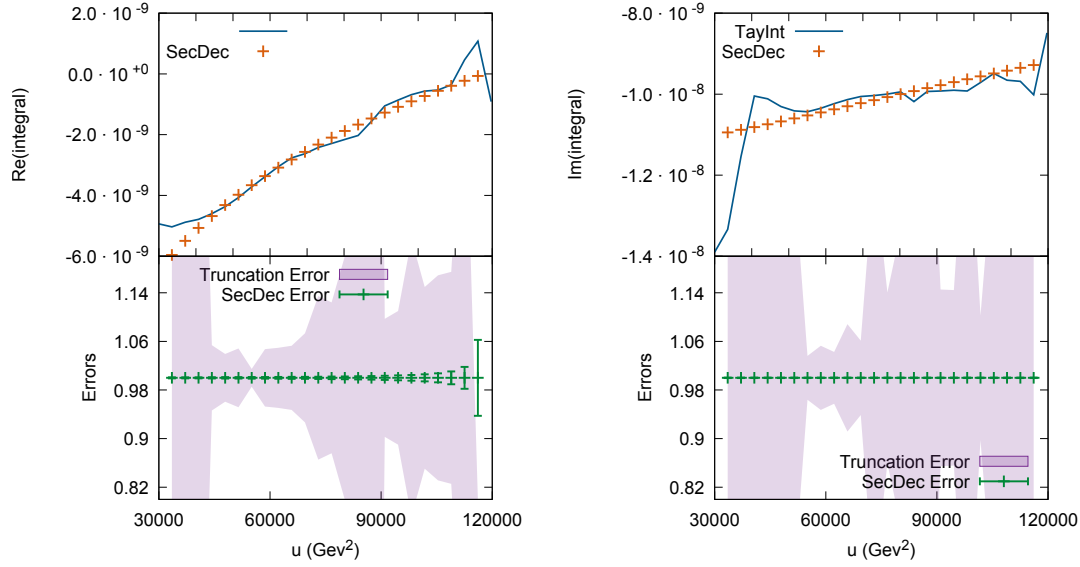 2.0 · 10⁻⁹
0.0 · 10⁺⁰
-2.0 · 10⁻⁹
-4.0 · 10⁻⁹
-6.0 · 10⁻⁹
Re(integral)
SecDec
1.14
1.06
0.98
0.9
0.82
Errors
Truncation Error
SecDec Error
30000 60000 90000 120000
u (Gev²)
-8.0 · 10⁻⁹
-1.0 · 10⁻⁸
-1.2 · 10⁻⁸
-1.4 · 10⁻⁸
Im(integral)
TayInt
SecDec
1.14
1.06
0.98
0.9
0.82
Errors
Truncation Error
SecDec Error
30000 60000 90000 120000
u (Gev²)